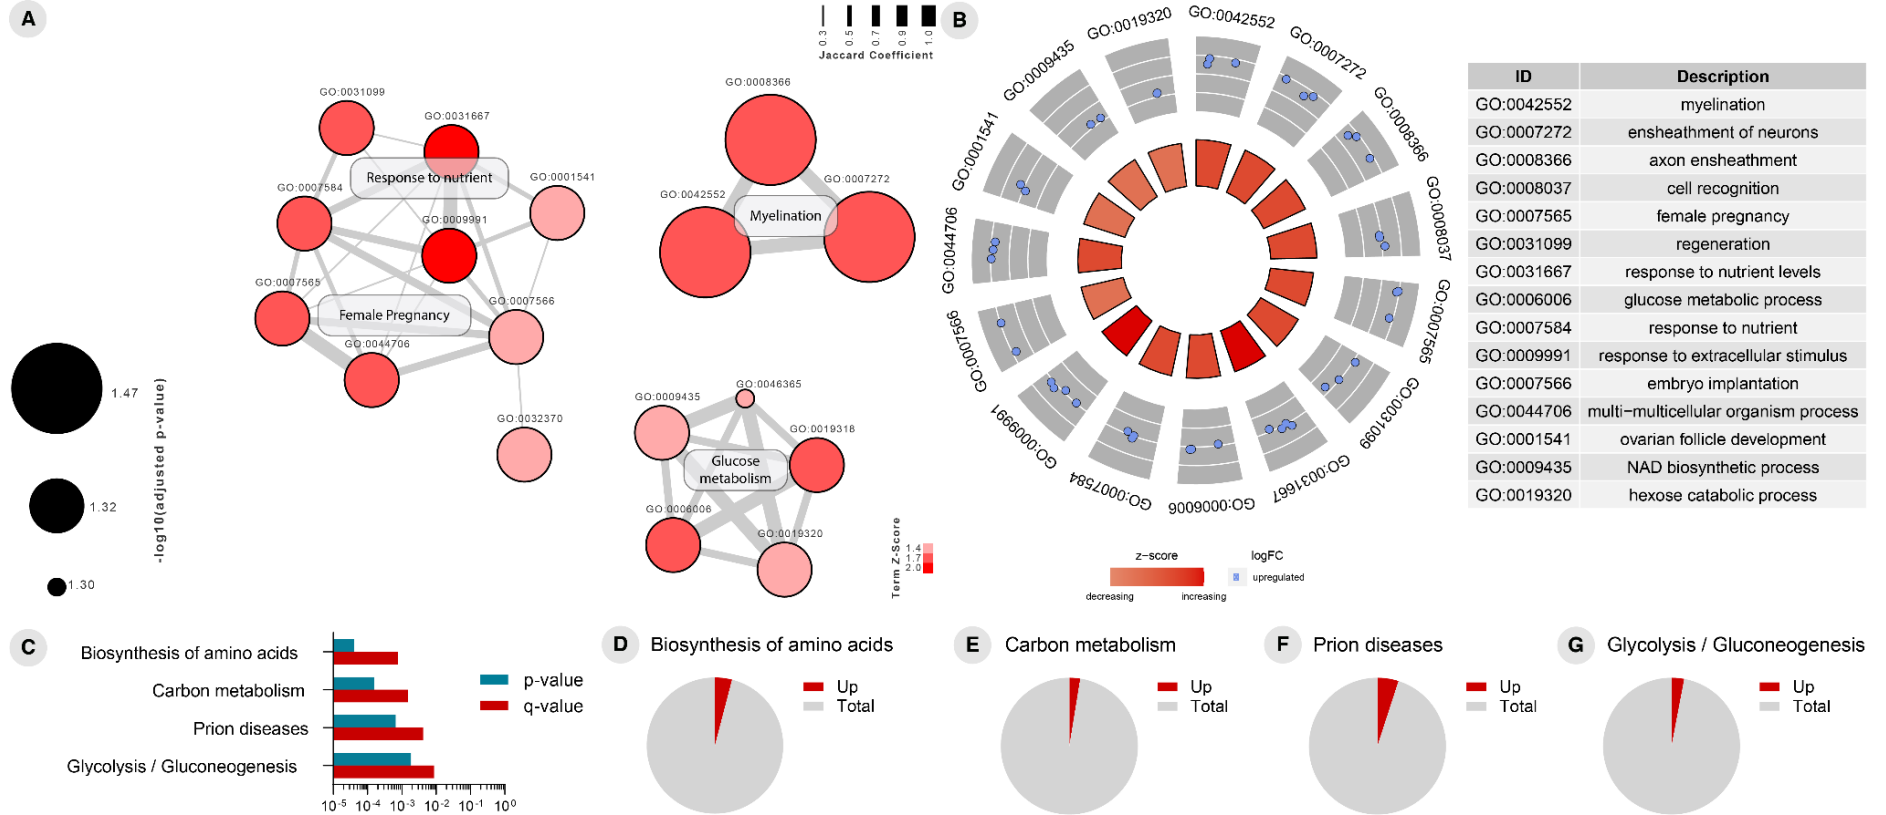 A
0.3
0.5
0.7
0.9
1.0
Jaccard Coefficient
GO:0031099
GO:0031667
Response to nutrient
GO:0001541
GO:0007584
GO:0009991
GO:0007565
Female Pregnancy
GO:0007566
GO:0044706
GO:0032370
GO:0008366
GO:0042552
GO:0007272
Myelination
GO:0046365
GO:0009435
GO:0019318
Glucose
metabolism
GO:0006006
GO:0019320
1.47
1.32
1.30
-log10(adjusted p-value)
Term Z-Score
1.4
1.7
2.0
B
GO:0042552
GO:0007272
GO:0008366
GO:0008037
GO:0007565
GO:0031099
GO:0031667
GO:0006006
GO:0007584
GO:0009991
GO:0007566
GO:0044706
GO:0001541
GO:0009435
GO:0019320
z−score
decreasing increasing
logFC
upregulated
ID Description
GO:0042552 myelination
GO:0007272 ensheathment of neurons
GO:0008366 axon ensheathment
GO:0008037 cell recognition
GO:0007565 female pregnancy
GO:0031099 regeneration
GO:0031667 response to nutrient levels
GO:0006006 glucose metabolic process
GO:0007584 response to nutrient
GO:0009991 response to extracellular stimulus
GO:0007566 embryo implantation
GO:0044706 multi−multicellular organism process
GO:0001541 ovarian follicle development
GO:0009435 NAD biosynthetic process
GO:0019320 hexose catabolic process
C
Biosynthesis of amino acids
Carbon metabolism
Prion diseases
Glycolysis / Gluconeogenesis
10⁻⁵ 10⁻⁴ 10⁻³ 10⁻² 10⁻¹ 10⁰
p-value
q-value
D Biosynthesis of amino acids
Up
Total
E Carbon metabolism
Up
Total
F Prion diseases
Up
Total
G Glycolysis / Gluconeogenesis
Up
Total